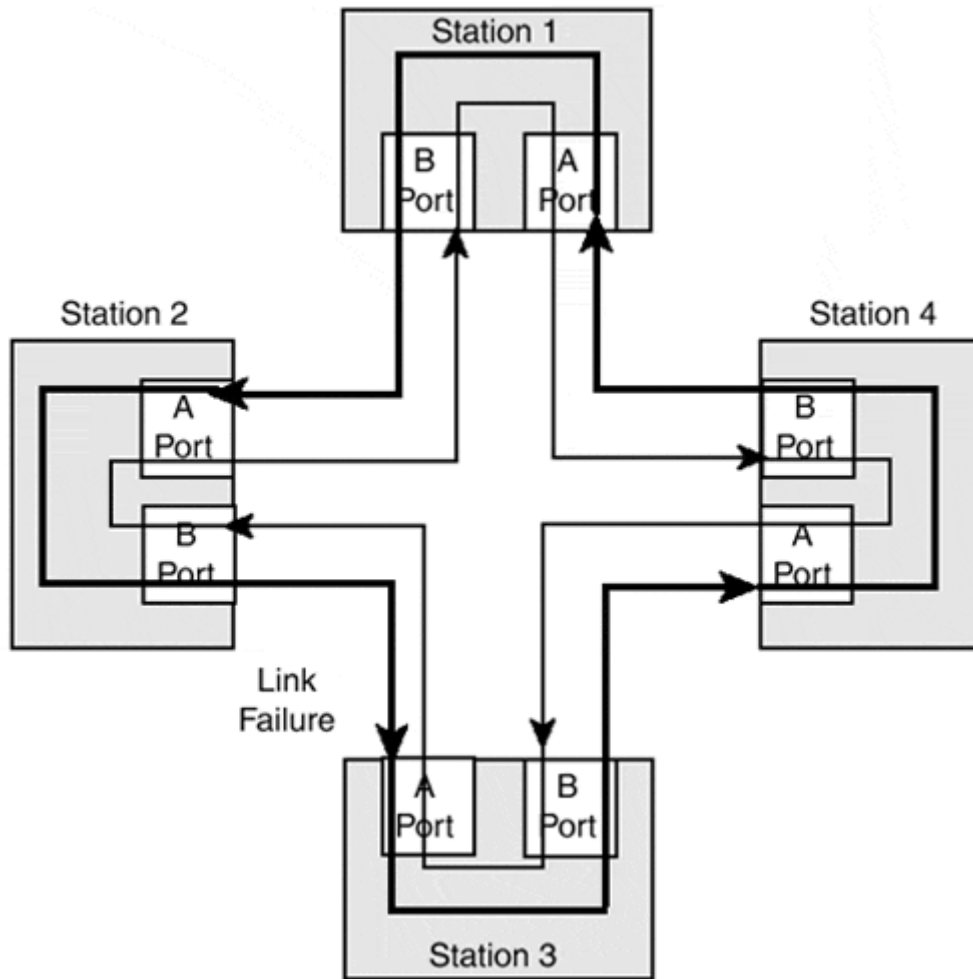 Station 1
B
Port
A
Port
Station 2
Station 4
A
Port
B
Port
B
Port
A
Port
Link
Failure
A
Port
B
Port
Station 3